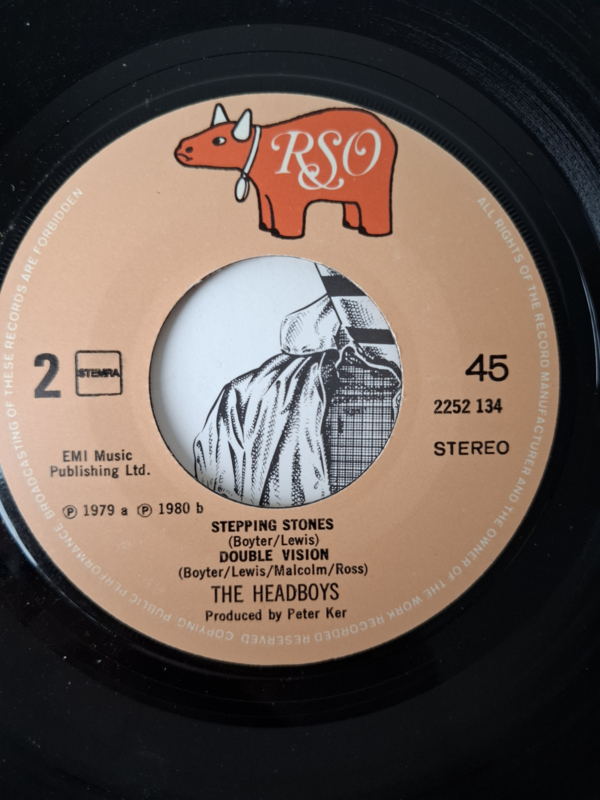 RSO
ALL RIGHTS OF THE RECORD MANUFACTURER AND THE OWNER OF THE WORK RECORDED RESERVED COPYING PUBLIC PERFORMANCE BROADCASTING OF THESE RECORDS ARE FORBIDDEN
2 STEMRA
45
2252 134
STEREO
EMI Music
Publishing Ltd.
℗ 1979 a ℗ 1980 b
STEPPING STONES
(Boyter/Lewis)
DOUBLE VISION
(Boyter/Lewis/Malcolm/Ross)
THE HEADBOYS
Produced by Peter Ker